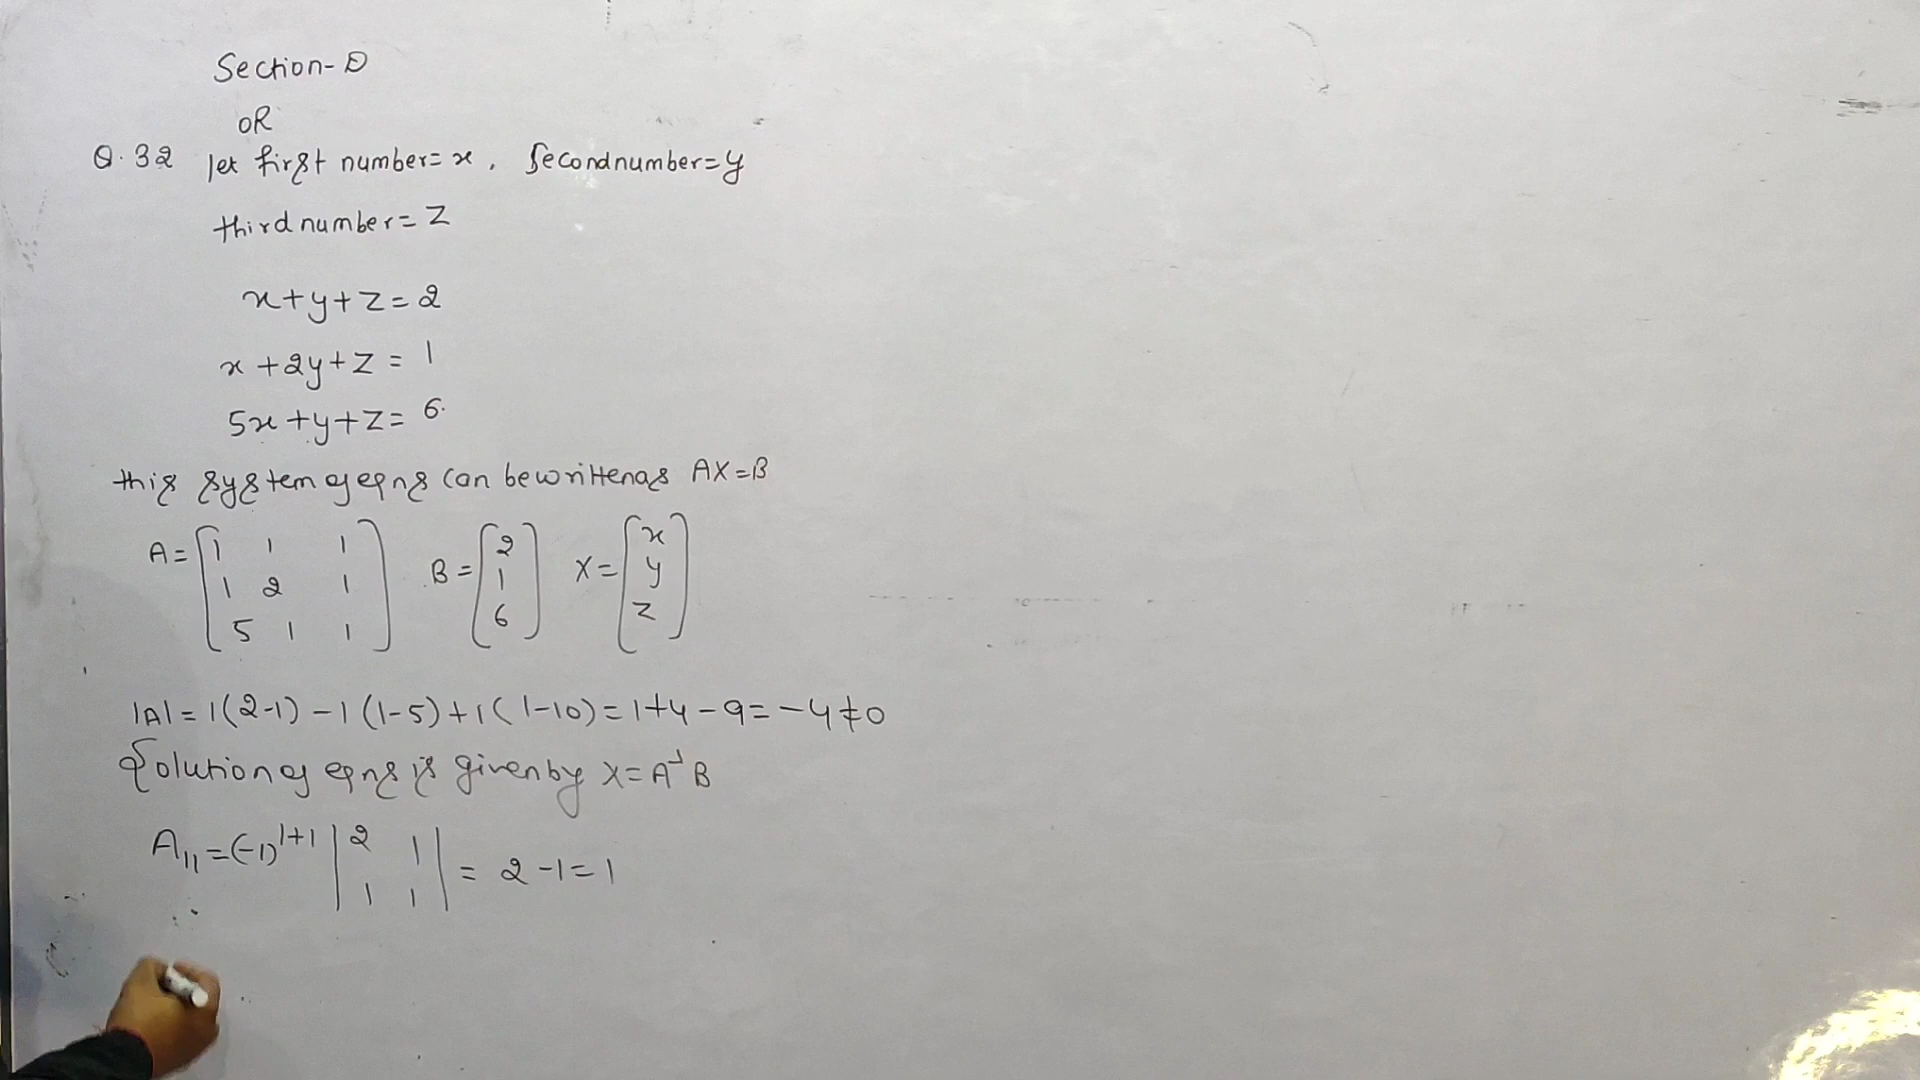 Section-D
OR
Q.32 let first number=x, Second number=y
third number=z
x+y+z=2
x+2y+z=1
5x+y+z=6.
this system of eqns can be written as AX=B
A=[1 1 1 B=[2 X=[x
1 2 1 1 y
5 1 1] 6] z]
|A|=1(2-1)-1(1-5)+1(1-10)=1+4-9=-4≠0
Solution of eqns is given by X=A⁻¹B
A₁₁=(-1)¹⁺¹ |2 1
1 1| = 2-1=1